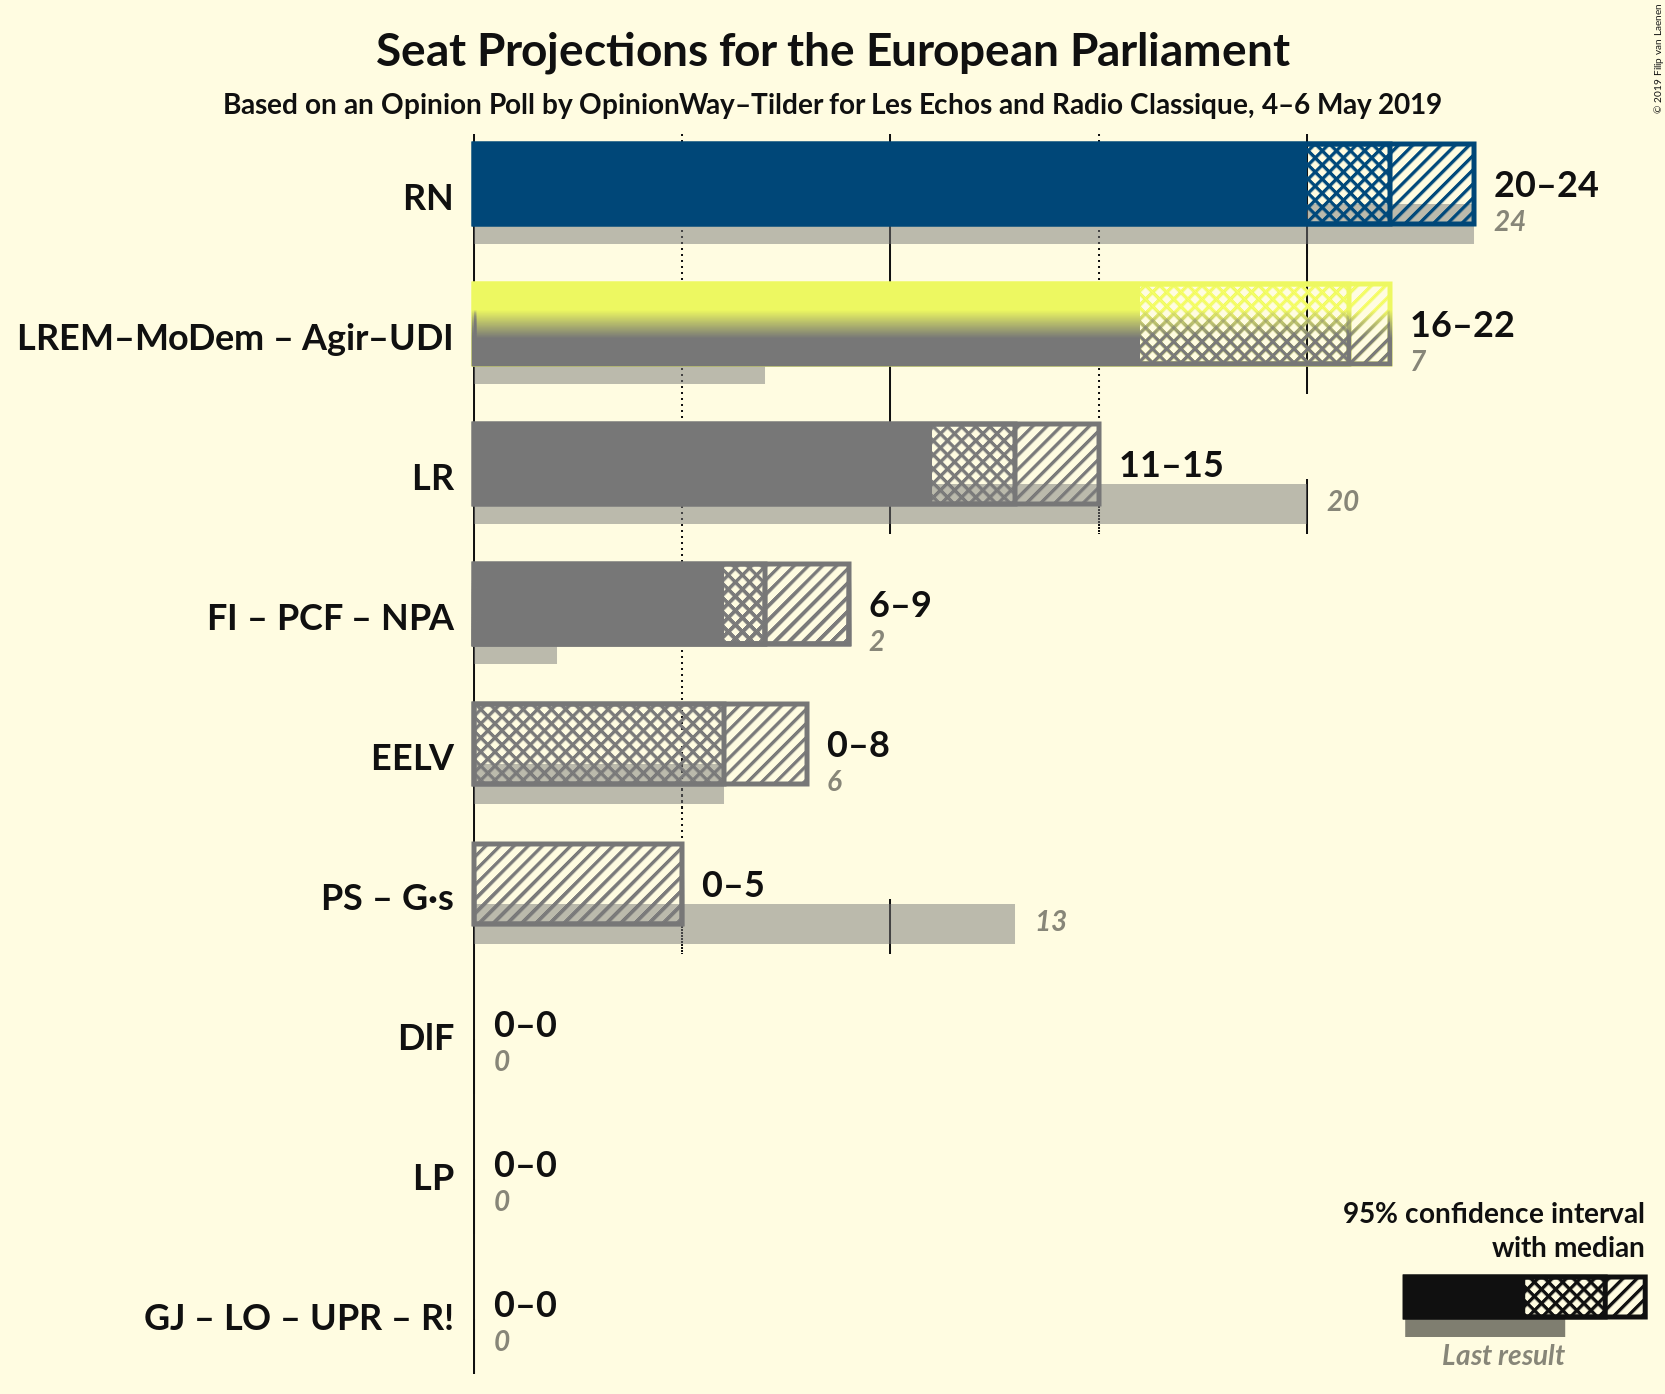 Seat Projections for the European Parliament
Based on an Opinion Poll by OpinionWay–Tilder for Les Echos and Radio Classique, 4–6 May 2019
© 2019 Filip van Laenen
RN
20–24
24
LREM–MoDem – Agir–UDI
16–22
7
LR
11–15
20
FI – PCF – NPA
6–9
2
EELV
0–8
6
PS – G·s
0–5
13
DlF
0–0
0
LP
0–0
0
GJ – LO – UPR – R!
0–0
0
95% confidence interval
with median
Last result